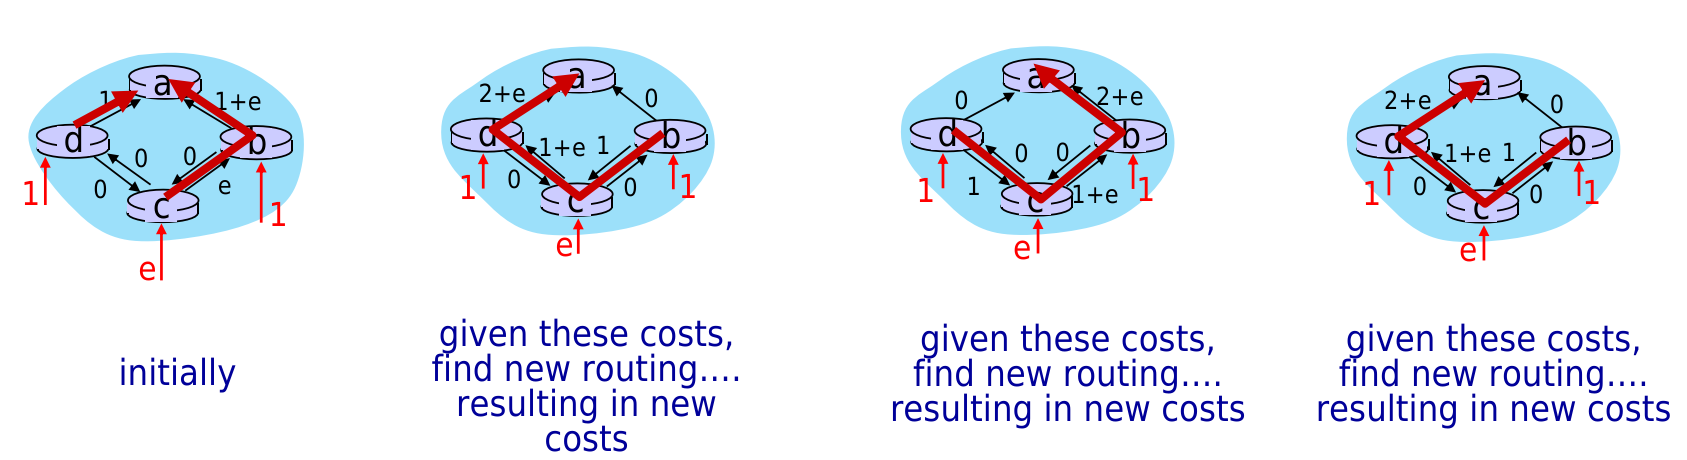 a
1
1+e
d
b
0
0
0
e
c
1
1
e
initially
a
2+e
0
d
b
1+e
1
0
0
c
1
1
e
given these costs,
find new routing....
resulting in new
costs
a
0
2+e
d
b
0
0
1
1+e
c
1
1
e
given these costs,
find new routing....
resulting in new costs
a
2+e
0
d
b
1+e
1
0
0
c
1
1
e
given these costs,
find new routing....
resulting in new costs